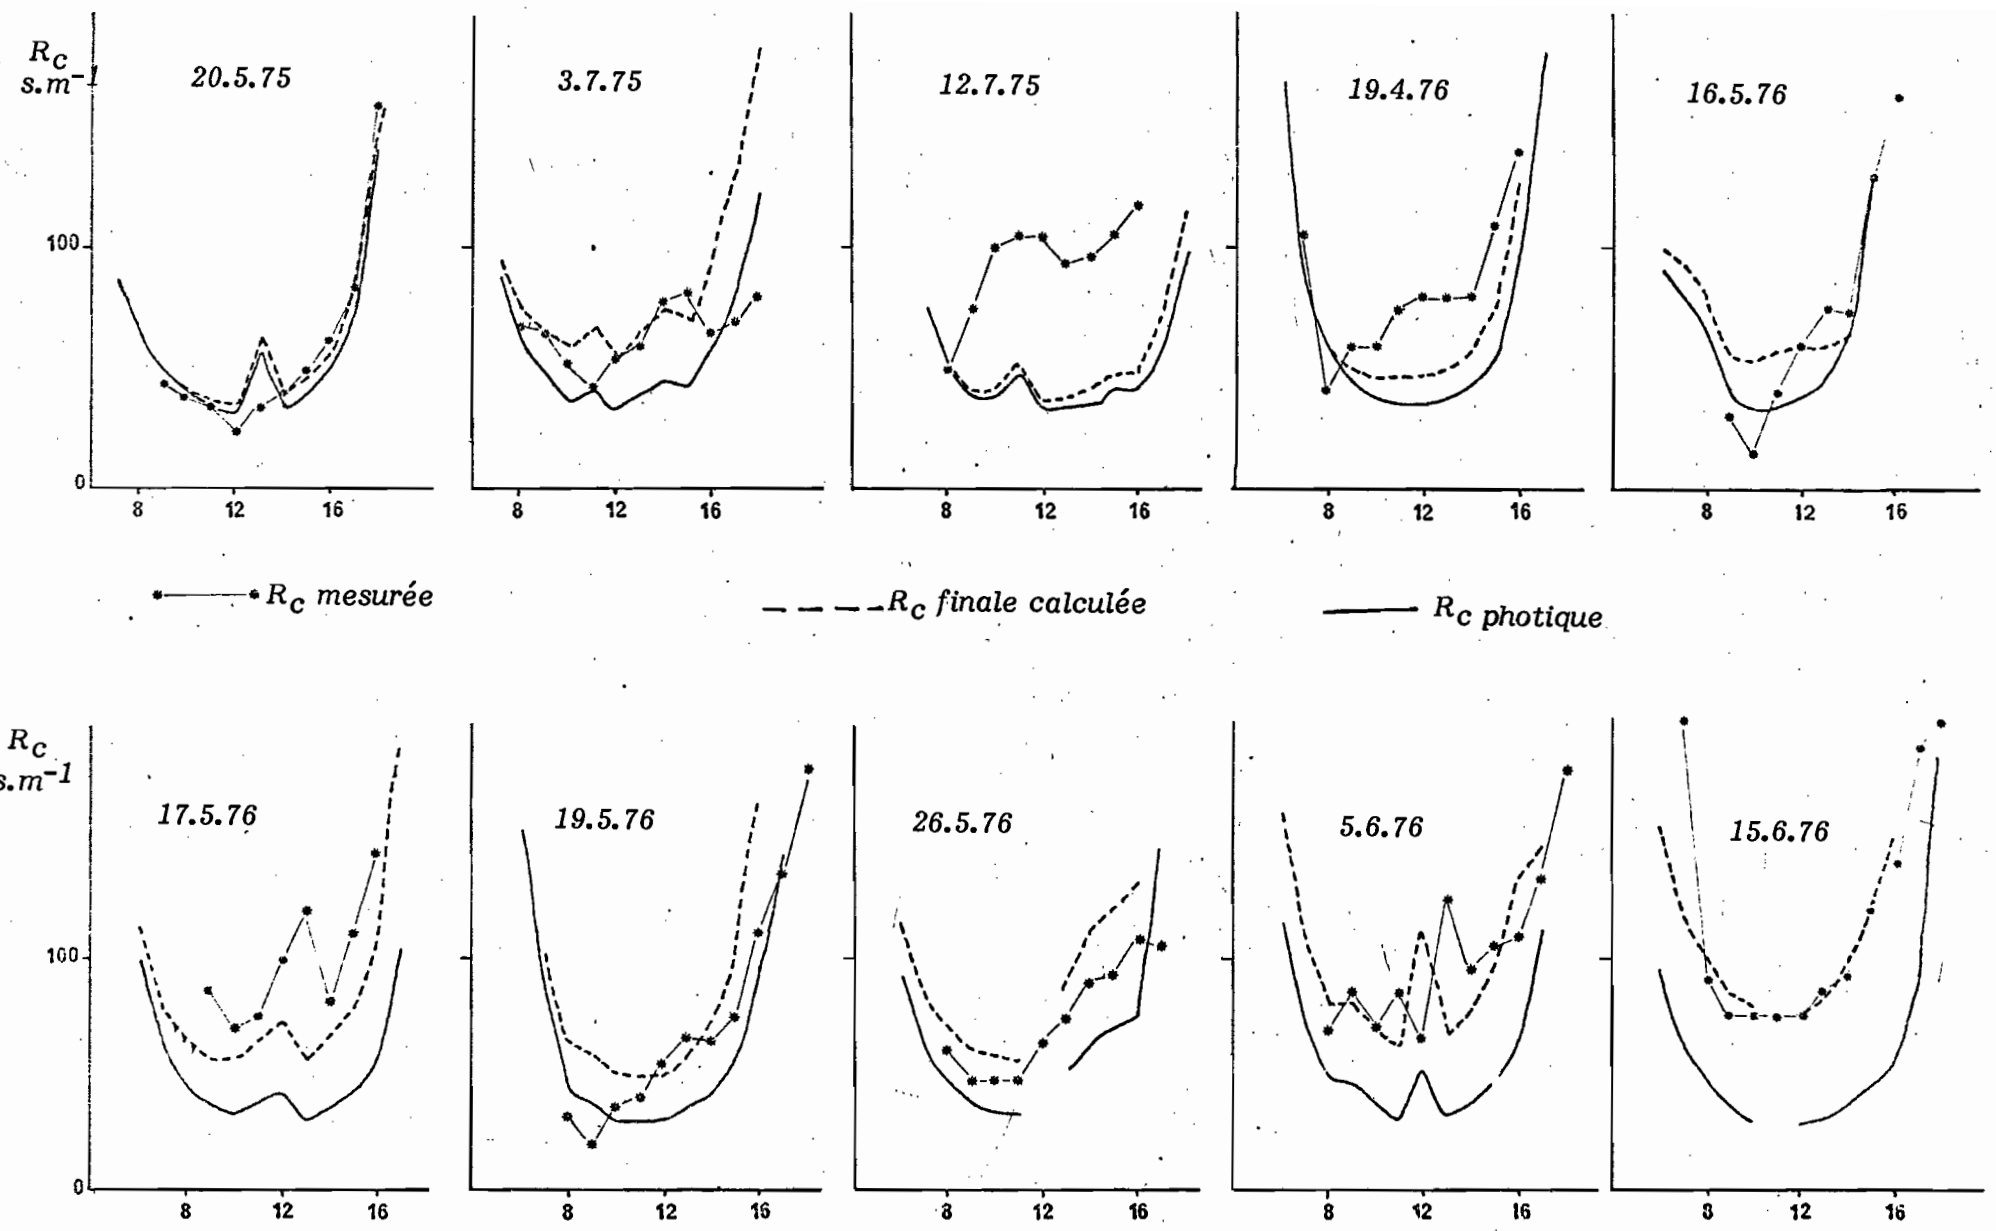 Rc
s.m-1
20.5.75
3.7.75
12.7.75
19.4.76
16.5.76
100
0
8 12 16
8 12 16
8 12 16
8 12 16
8 12 16
Rc mesurée
Rc finale calculée
Rc photique
Rc
s.m-1
17.5.76
19.5.76
26.5.76
5.6.76
15.6.76
100
0
8 12 16
8 12 16
8 12 16
8 12 16
8 12 16